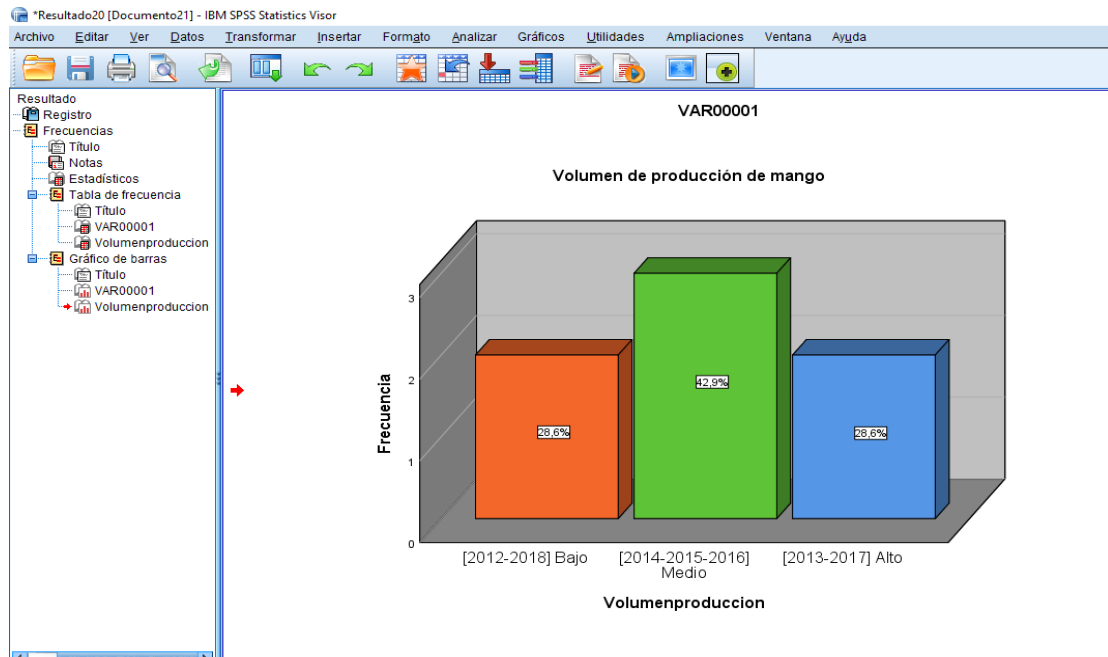 *Resultado20 [Documento21] - IBM SPSS Statistics Visor
Archivo Editar Ver Datos Transformar Insertar Formato Analizar Gráficos Utilidades Ampliaciones Ventana Ayuda
Resultado
Registro
Frecuencias
Título
Notas
Estadísticos
Tabla de frecuencia
Título
VAR00001
Volumenproduccion
Gráfico de barras
Título
VAR00001
Volumenproduccion
VAR00001
Volumen de producción de mango
Frecuencia
3
2
1
0
28,6%
42,9%
28,6%
[2012-2018] Bajo
[2014-2015-2016]
Medio
[2013-2017] Alto
Volumenproduccion